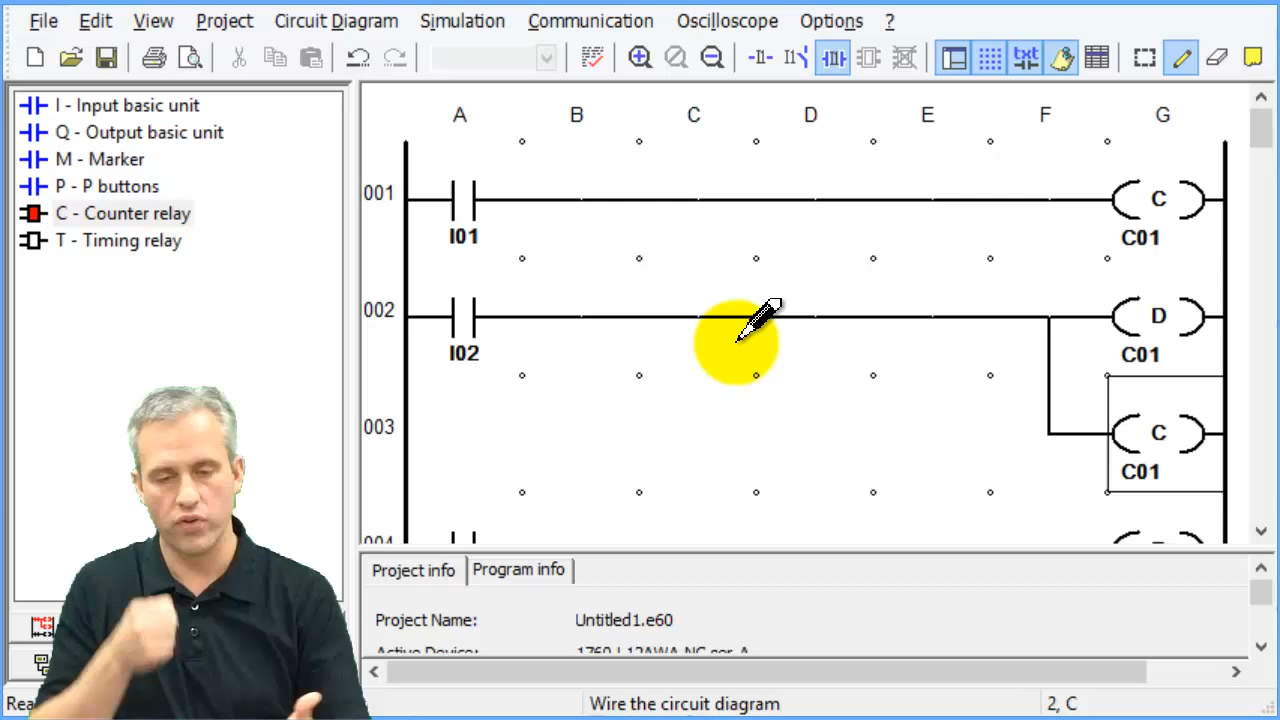 File Edit View Project Circuit Diagram Simulation Communication Oscilloscope Options ?
txt
I - Input basic unit
Q - Output basic unit
M - Marker
P - P buttons
C - Counter relay
T - Timing relay
A B C D E F G
001 C
I01 C01
002 D
I02 C01
003 C
C01
Project info Program info
Project Name: Untitled1.e60
Wire the circuit diagram 2, C